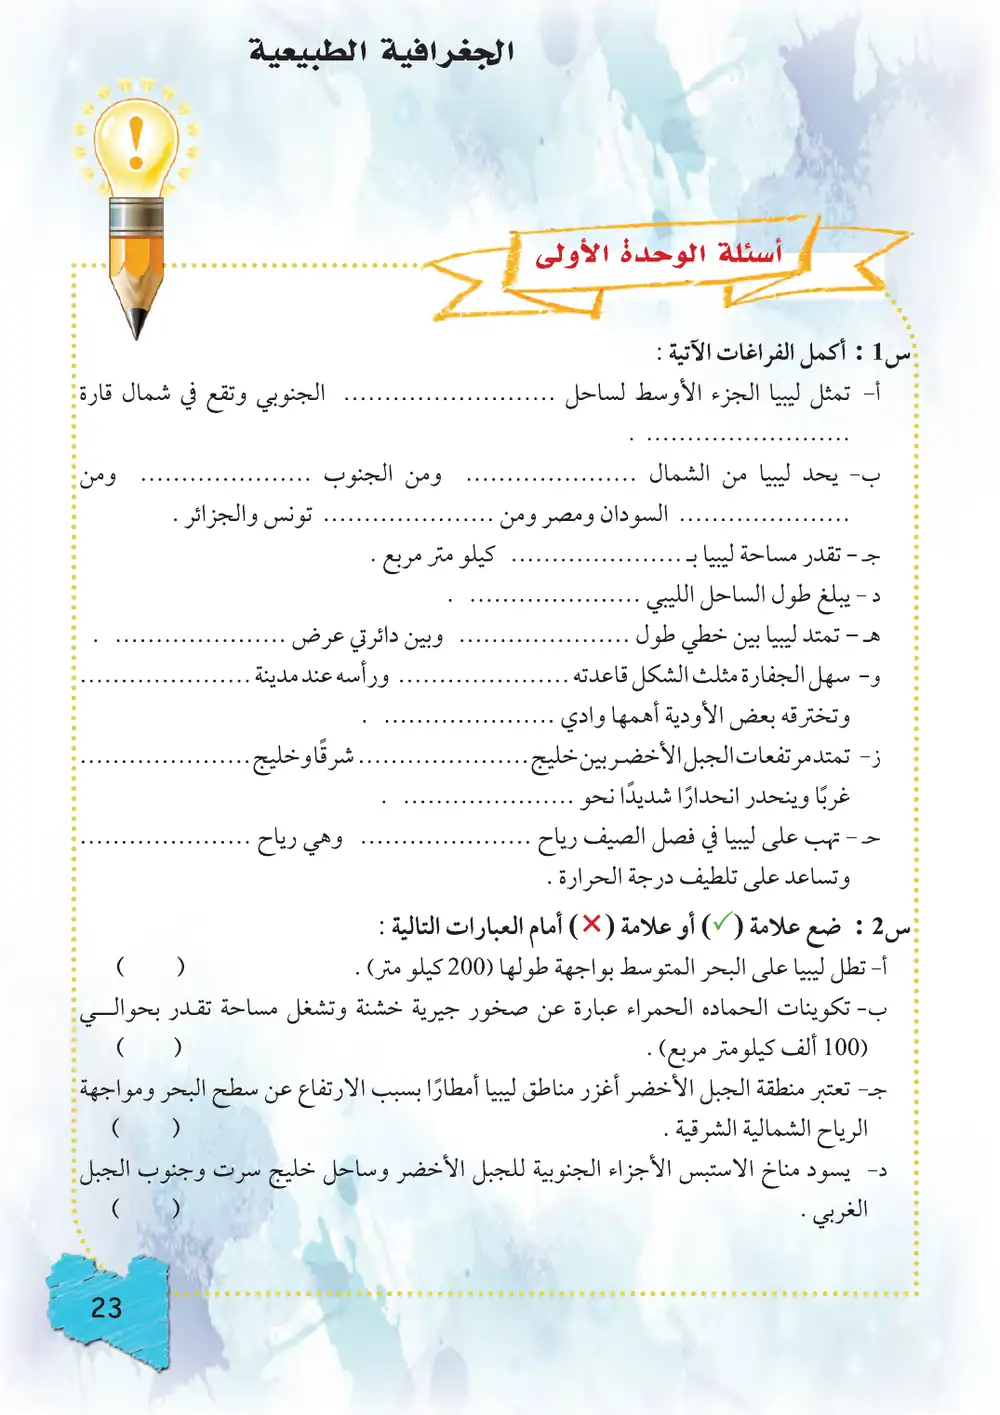 الجغرافية الطبيعية
أسئلة الوحدة الأولى
س1 : أكمل الفراغات الآتية :
أ- تمثل ليبيا الجزء الأوسط لساحل .......................... الجنوبي وتقع في شمال قارة
......................... .
ب- يحد ليبيا من الشمال ..................... ومن الجنوب ..................... ومن
..................... السودان ومصر ومن ..................... تونس والجزائر .
جـ - تقدر مساحة ليبيا بـ ..................... كيلو متر مربع .
د - يبلغ طول الساحل الليبي ..................... .
هـ - تمتد ليبيا بين خطي طول ..................... وبين دائرتي عرض ..................... .
و- سهل الجفارة مثلث الشكل قاعدته ..................... ورأسه عند مدينة .....................
وتخترقه بعض الأودية أهمها وادي ..................... .
ز- تمتد مرتفعات الجبل الأخضر بين خليج ..................... شرقًا وخليج .....................
غربًا وينحدر انحدارًا شديدًا نحو ..................... .
حـ - تهب على ليبيا في فصل الصيف رياح ..................... وهي رياح .....................
وتساعد على تلطيف درجة الحرارة .
س2 : ضع علامة (✓) أو علامة (✕) أمام العبارات التالية :
أ- تطل ليبيا على البحر المتوسط بواجهة طولها (200 كيلو متر) . ( )
ب- تكوينات الحماده الحمراء عبارة عن صخور جيرية خشنة وتشغل مساحة تقدر بحوالـــي
(100 ألف كيلومتر مربع) . ( )
جـ- تعتبر منطقة الجبل الأخضر أغزر مناطق ليبيا أمطارًا بسبب الارتفاع عن سطح البحر ومواجهة
الرياح الشمالية الشرقية . ( )
د- يسود مناخ الاستبس الأجزاء الجنوبية للجبل الأخضر وساحل خليج سرت وجنوب الجبل
الغربي . ( )
23